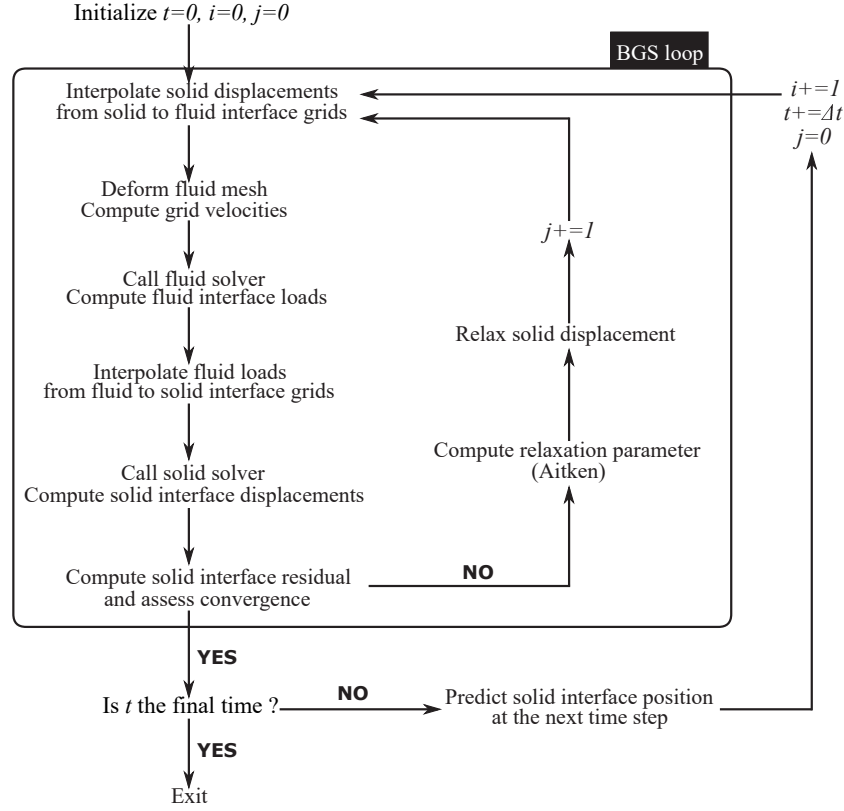 Initialize t=0, i=0, j=0
BGS loop
Interpolate solid displacements
from solid to fluid interface grids
i+=1
t+=Δt
j=0
Deform fluid mesh
Compute grid velocities
j+=1
Call fluid solver
Compute fluid interface loads
Relax solid displacement
Interpolate fluid loads
from fluid to solid interface grids
Compute relaxation parameter
(Aitken)
Call solid solver
Compute solid interface displacements
Compute solid interface residual
and assess convergence
NO
YES
Is t the final time ?
NO
Predict solid interface position
at the next time step
YES
Exit